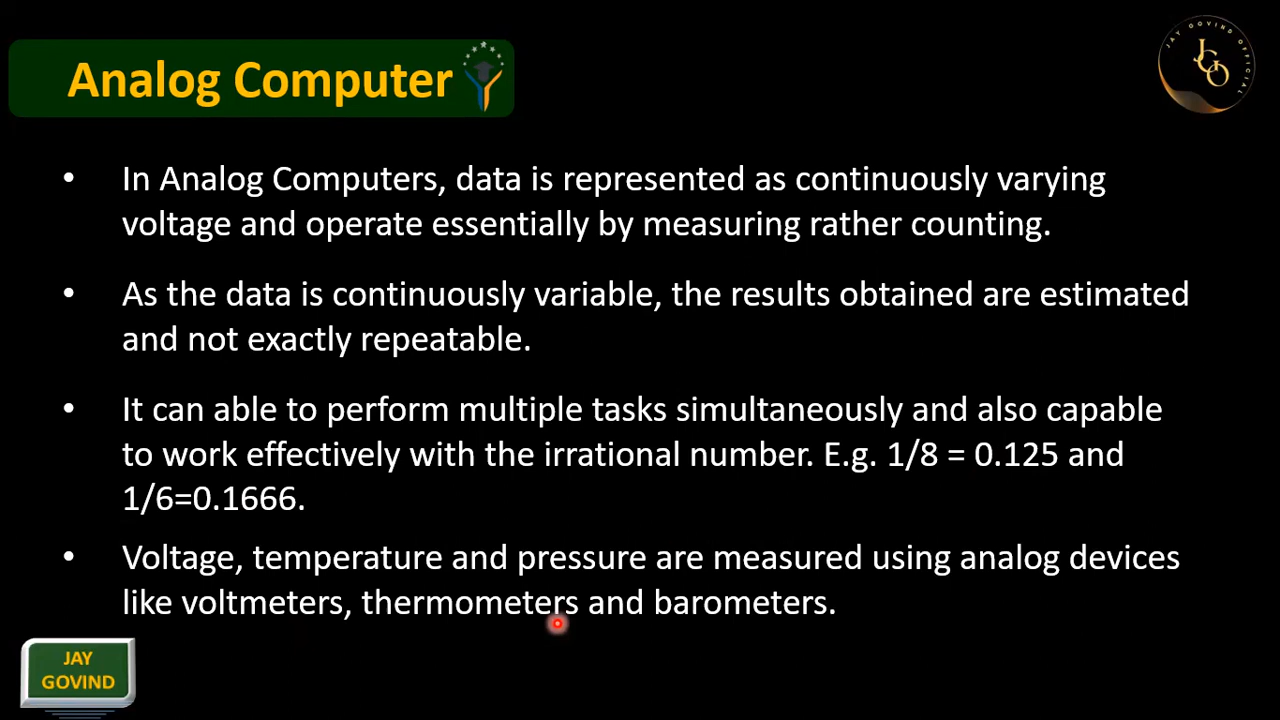 Analog Computer
JAY GOVIND OFFICIAL
JGO
• In Analog Computers, data is represented as continuously varying
voltage and operate essentially by measuring rather counting.
• As the data is continuously variable, the results obtained are estimated
and not exactly repeatable.
• It can able to perform multiple tasks simultaneously and also capable
to work effectively with the irrational number. E.g. 1/8 = 0.125 and
1/6=0.1666.
• Voltage, temperature and pressure are measured using analog devices
like voltmeters, thermometers and barometers.
JAY
GOVIND